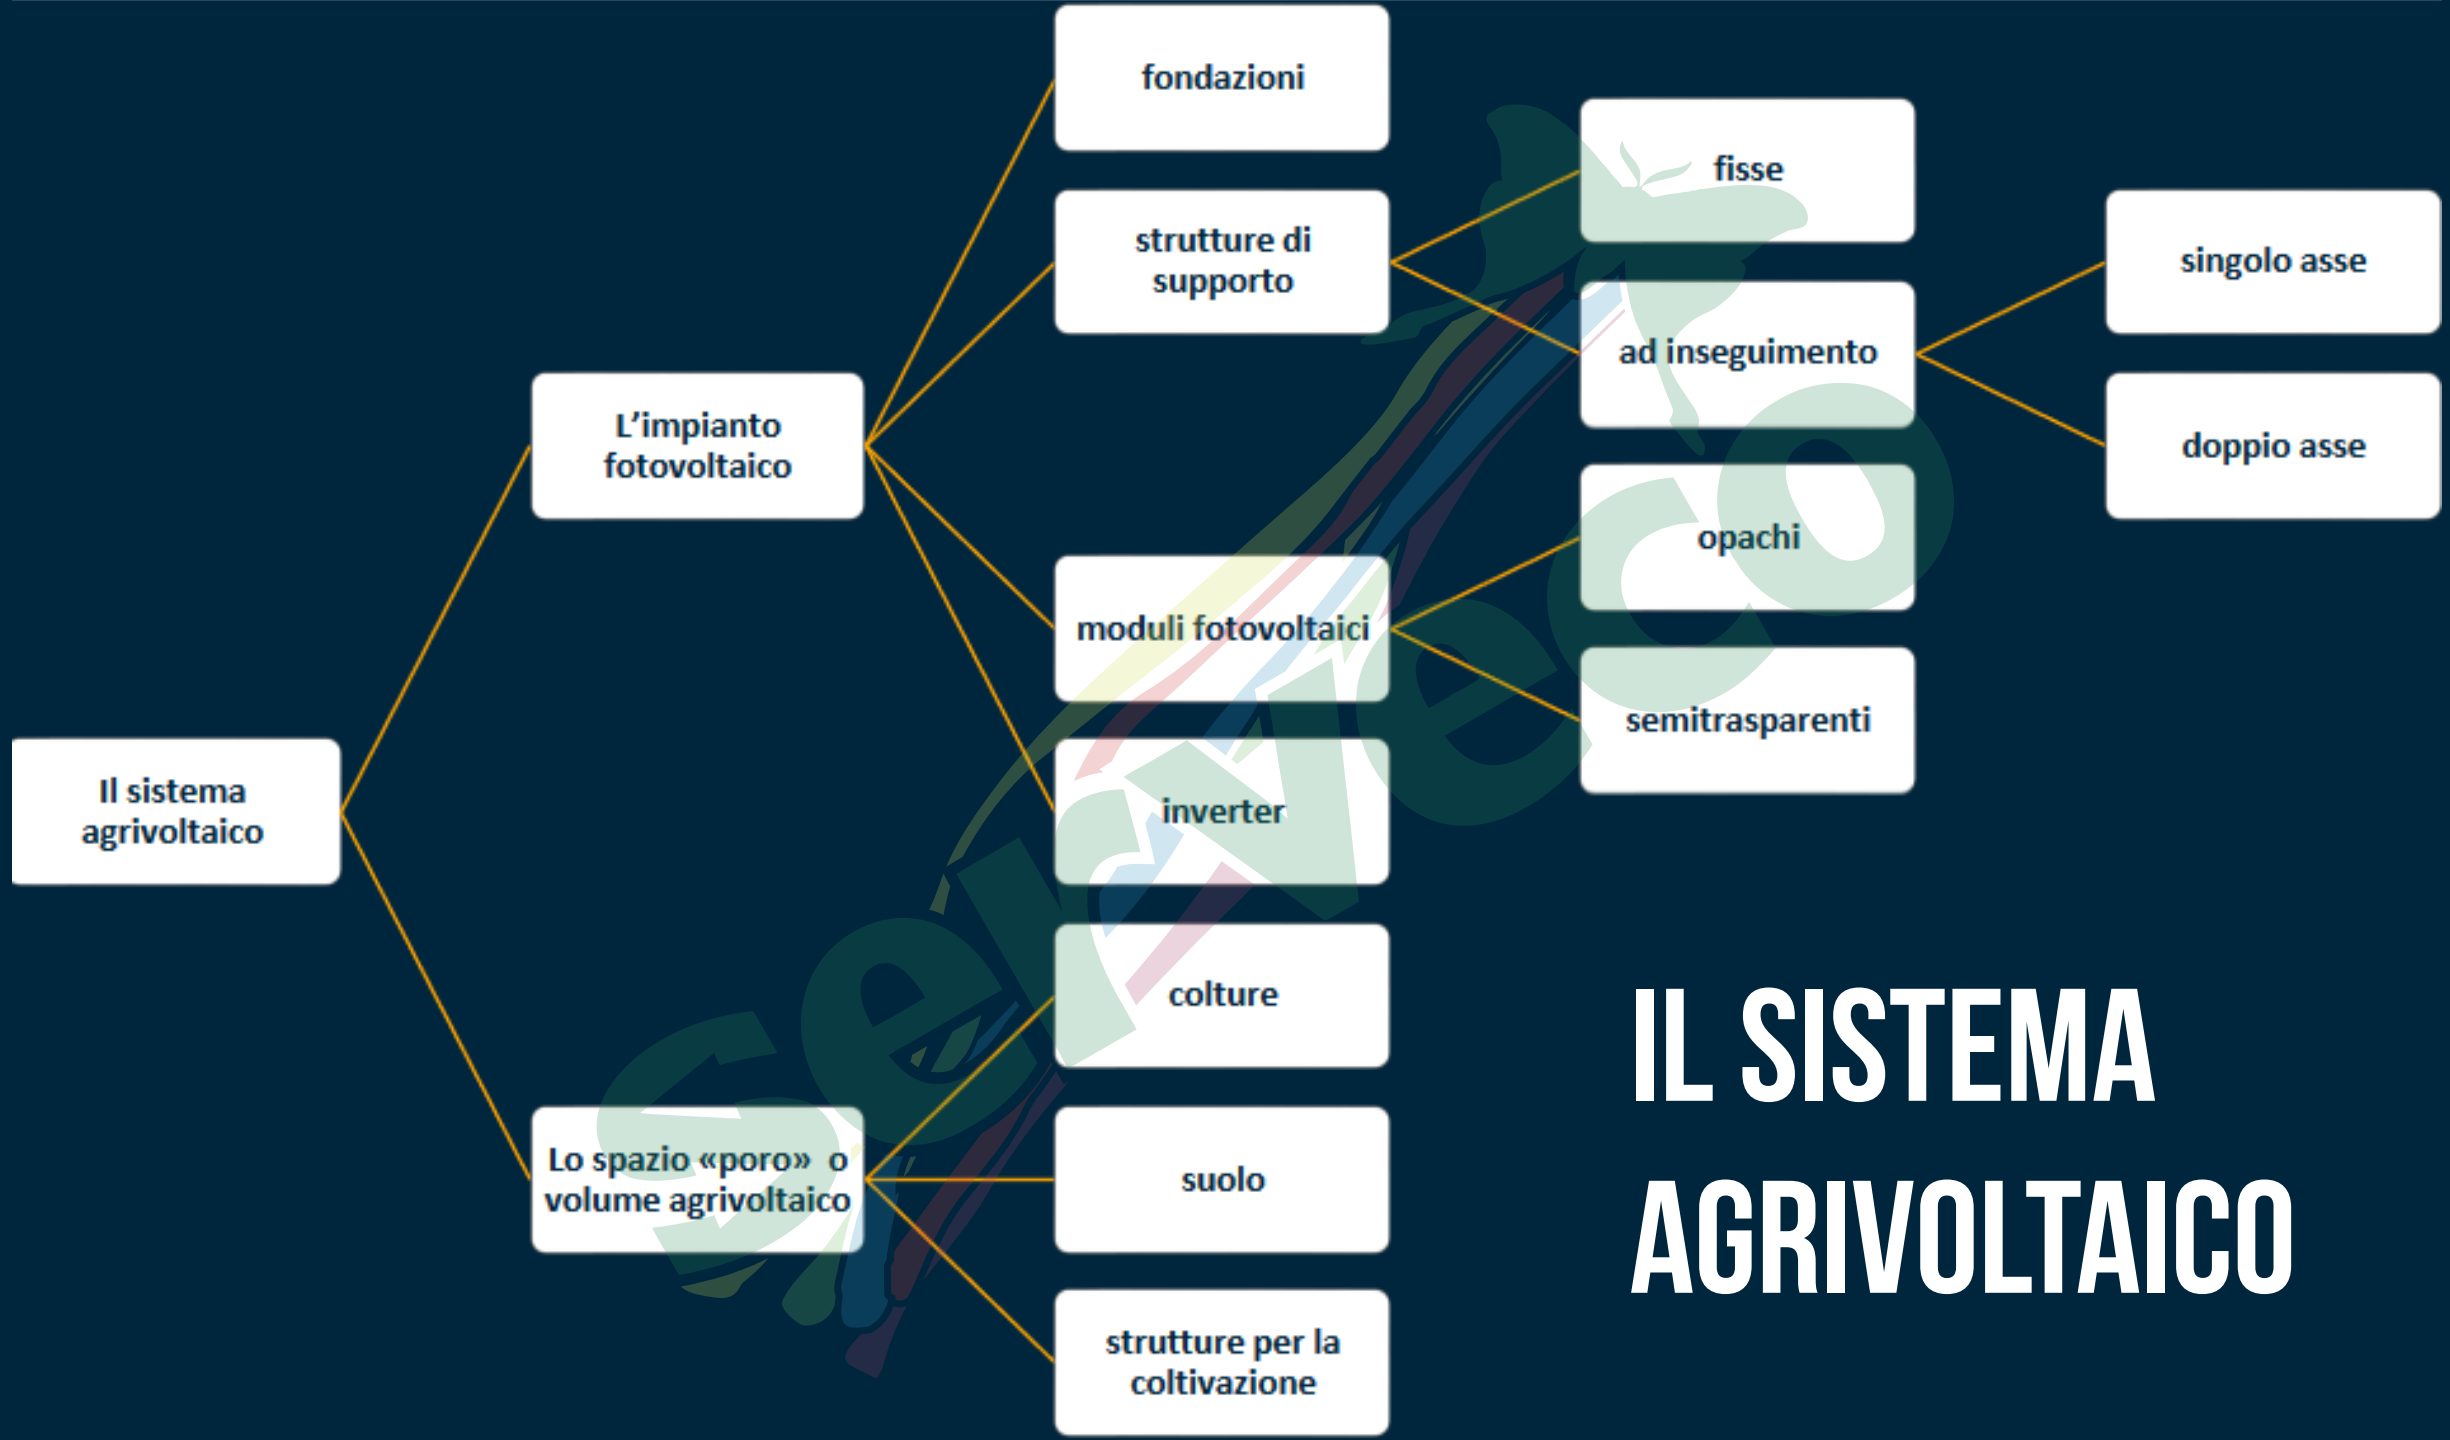 fondazioni
fisse
strutture di
supporto
singolo asse
ad inseguimento
L’impianto
fotovoltaico
doppio asse
opachi
moduli fotovoltaici
semitrasparenti
Il sistema
agrivoltaico
inverter
colture
Lo spazio «poro» o
volume agrivoltaico
suolo
strutture per la
coltivazione
IL SISTEMA
AGRIVOLTAICO
serveco